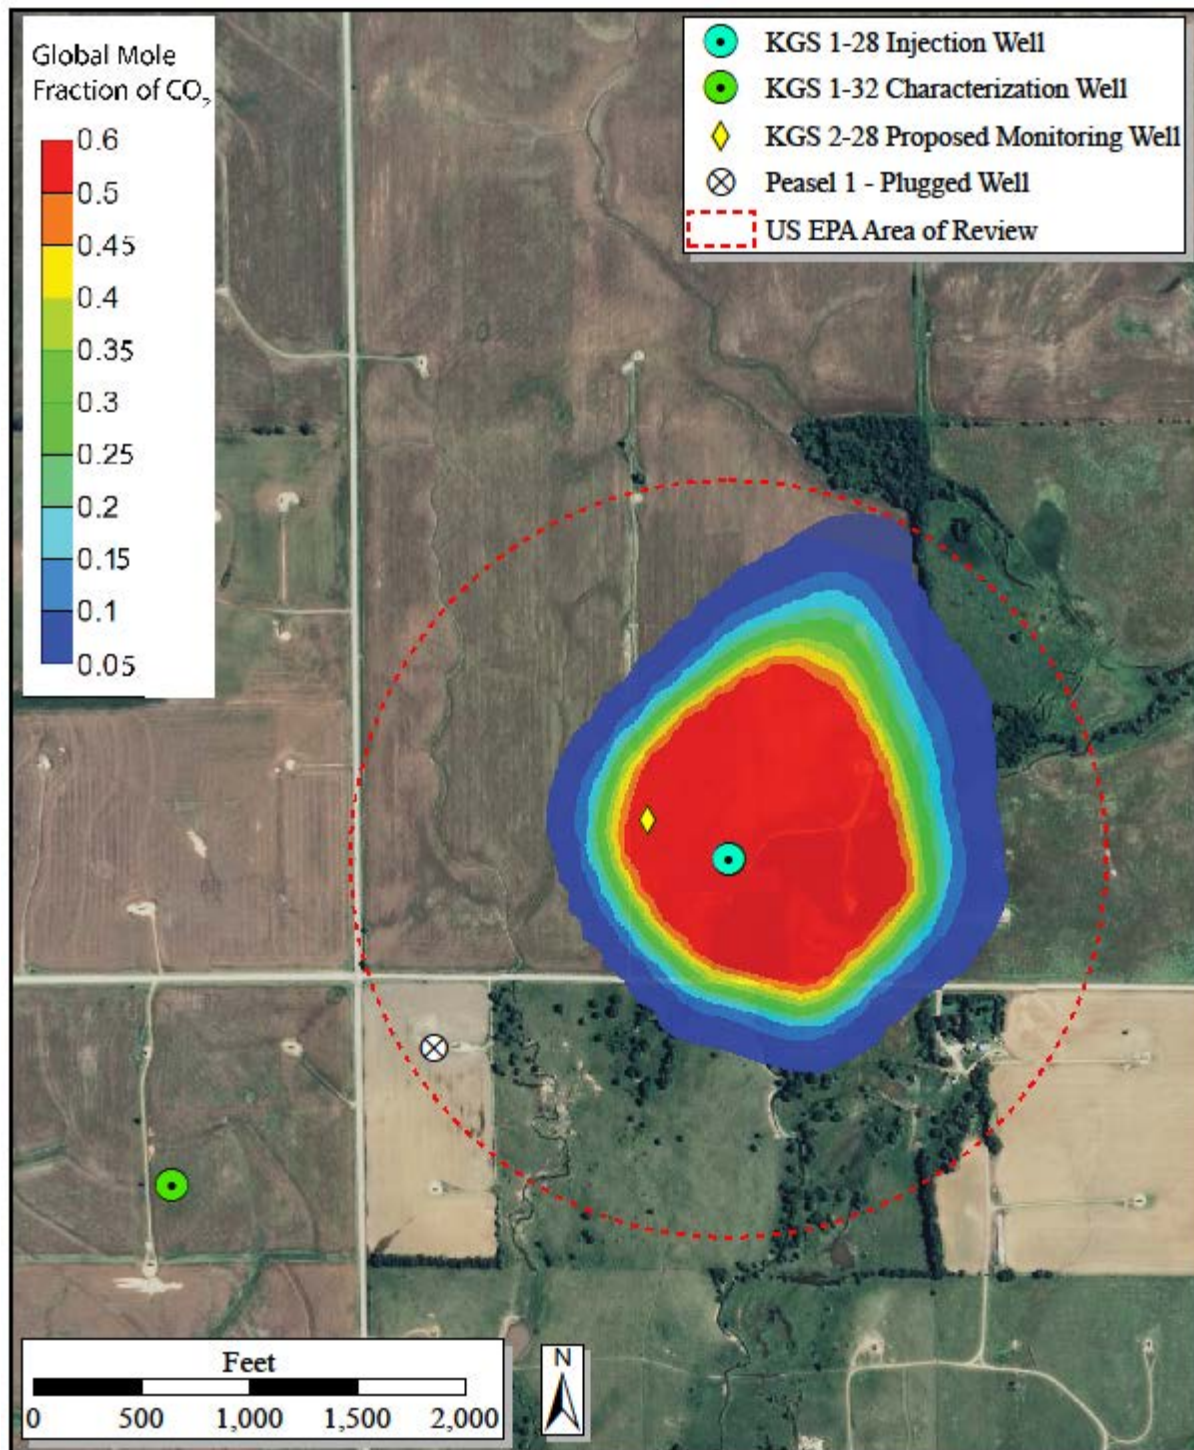 Global Mole
Fraction of CO₂
0.6
0.5
0.45
0.4
0.35
0.3
0.25
0.2
0.15
0.1
0.05
KGS 1-28 Injection Well
KGS 1-32 Characterization Well
KGS 2-28 Proposed Monitoring Well
Peasel 1 - Plugged Well
US EPA Area of Review
Feet
0 500 1,000 1,500 2,000
N